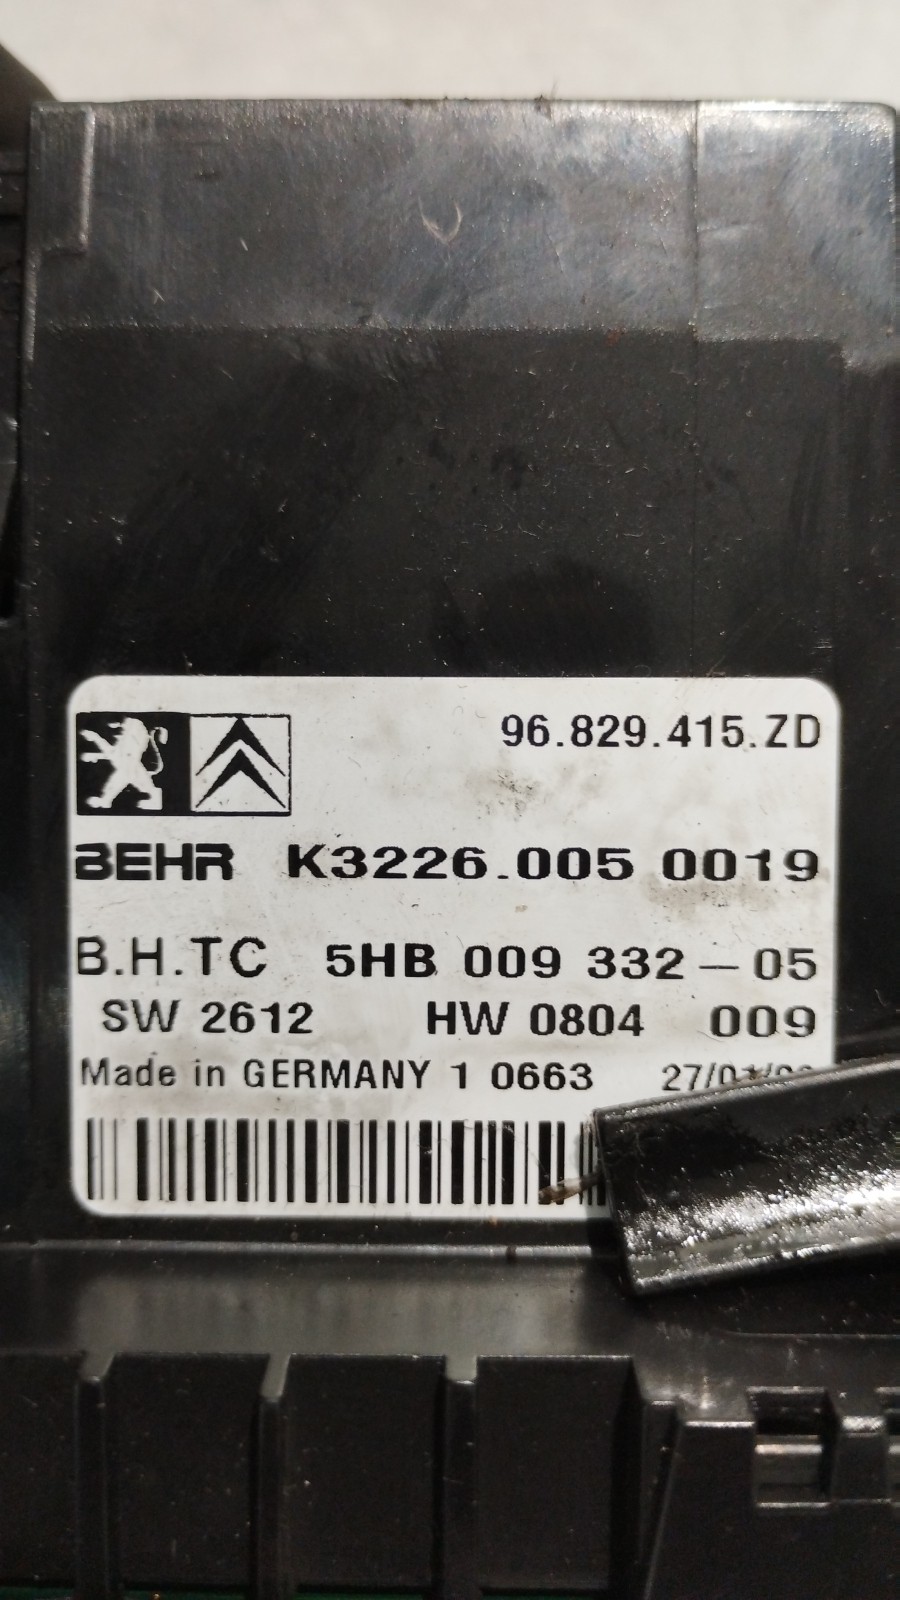 96.829.415.ZD
BEHR K3226.005 0019
B.H.TC 5HB 009 332-05
SW 2612 HW 0804 009
Made in GERMANY 1 0663